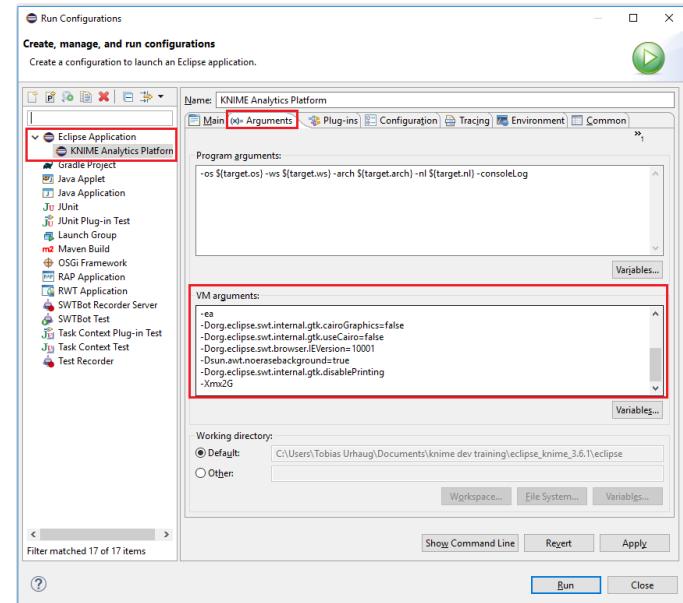 Run Configurations
Create, manage, and run configurations
Create a configuration to launch an Eclipse application.
Name: KNIME Analytics Platform
Main (x)= Arguments Plug-ins Configuration Tracing Environment Common
»1
Eclipse Application
KNIME Analytics Platform
Gradle Project
Java Applet
Java Application
JUnit
JUnit Plug-in Test
Launch Group
Maven Build
OSGi Framework
RAP Application
RWT Application
SWTBot Recorder Server
SWTBot Test
Task Context Plug-in Test
Task Context Test
Test Recorder
Filter matched 17 of 17 items
Program arguments:
-os ${target.os} -ws ${target.ws} -arch ${target.arch} -nl ${target.nl} -consoleLog
Variables...
VM arguments:
-ea
-Dorg.eclipse.swt.internal.gtk.cairoGraphics=false
-Dorg.eclipse.swt.internal.gtk.useCairo=false
-Dorg.eclipse.swt.browser.IEVersion=10001
-Dsun.awt.noerasebackground=true
-Dorg.eclipse.swt.internal.gtk.disablePrinting
-Xmx2G
Variables...
Working directory:
Default: C:\Users\Tobias Urhaug\Documents\knime dev training\eclipse_knime_3.6.1\eclipse
Other:
Workspace... File System... Variables...
Show Command Line Revert Apply
Run Close